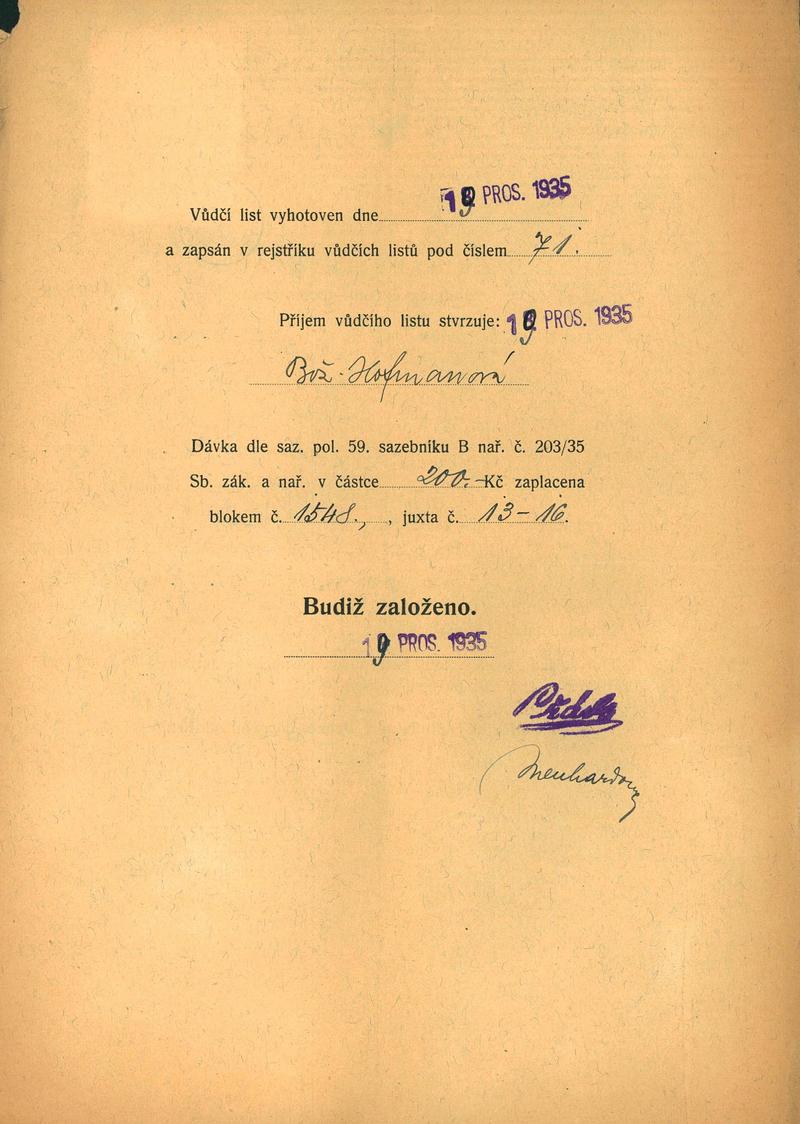 Vůdčí list vyhotoven dne 19 PROS. 1935
a zapsán v rejstříku vůdčích listů pod číslem 71.
Příjem vůdčího listu stvrzuje: 19 PROS. 1935
Bož. Hofmanová
Dávka dle saz. pol. 59. sazebníku B nař. č. 203/35
Sb. zák. a nař. v částce 200.- Kč zaplacena
blokem č. 1548., , juxta č. 13-16.
Budiž založeno.
19 PROS. 1935